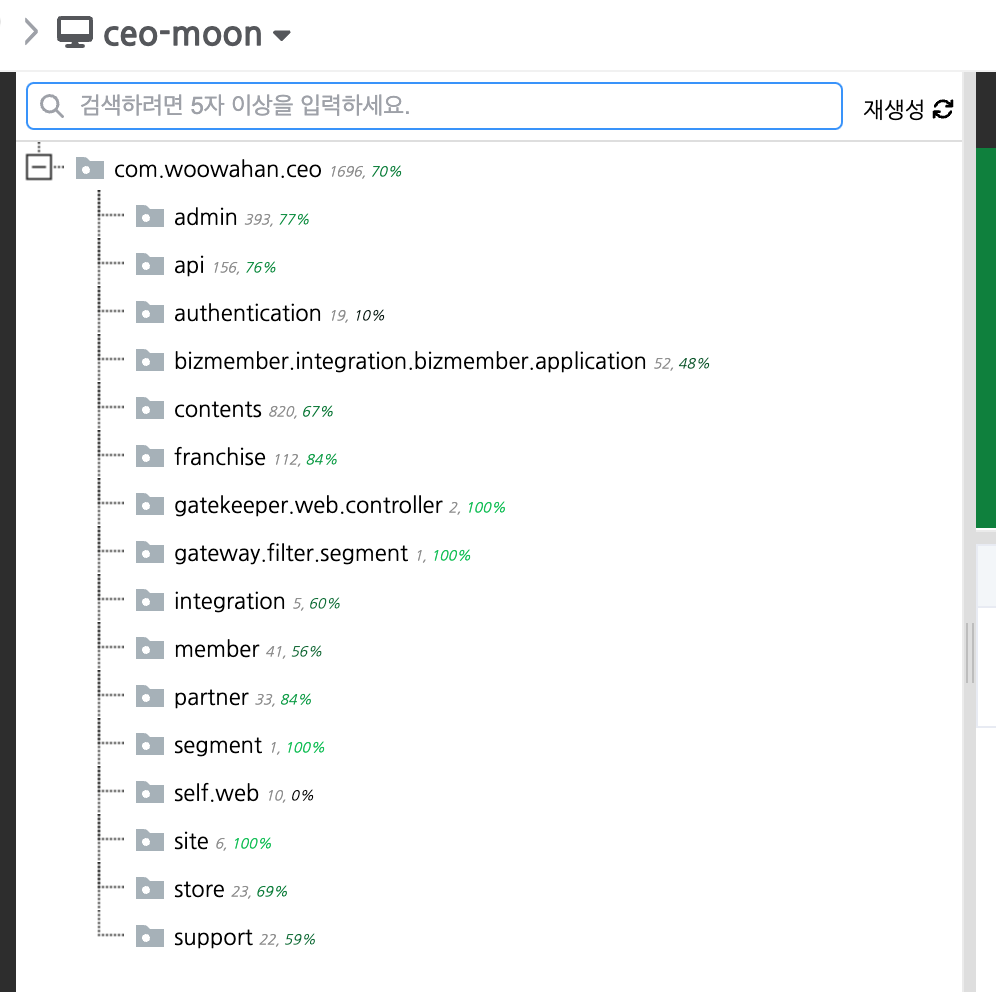 ceo-moon
검색하려면 5자 이상을 입력하세요.
재생성
com.woowahan.ceo 1696, 70%
admin 393, 77%
api 156, 76%
authentication 19, 10%
bizmember.integration.bizmember.application 52, 48%
contents 820, 67%
franchise 112, 84%
gatekeeper.web.controller 2, 100%
gateway.filter.segment 1, 100%
integration 5, 60%
member 41, 56%
partner 33, 84%
segment 1, 100%
self.web 10, 0%
site 6, 100%
store 23, 69%
support 22, 59%